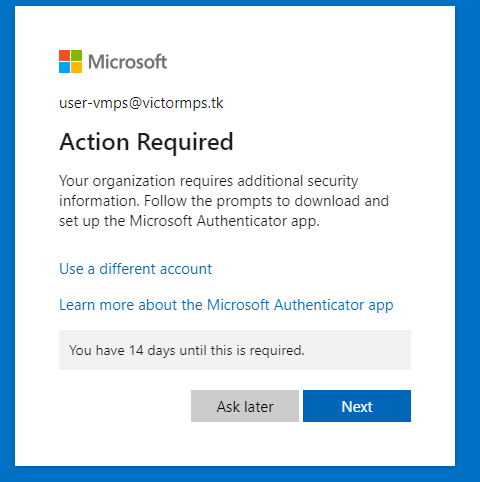 Microsoft
user-vmps@victormps.tk
Action Required
Your organization requires additional security
information. Follow the prompts to download and
set up the Microsoft Authenticator app.
Use a different account
Learn more about the Microsoft Authenticator app
You have 14 days until this is required.
Ask later
Next